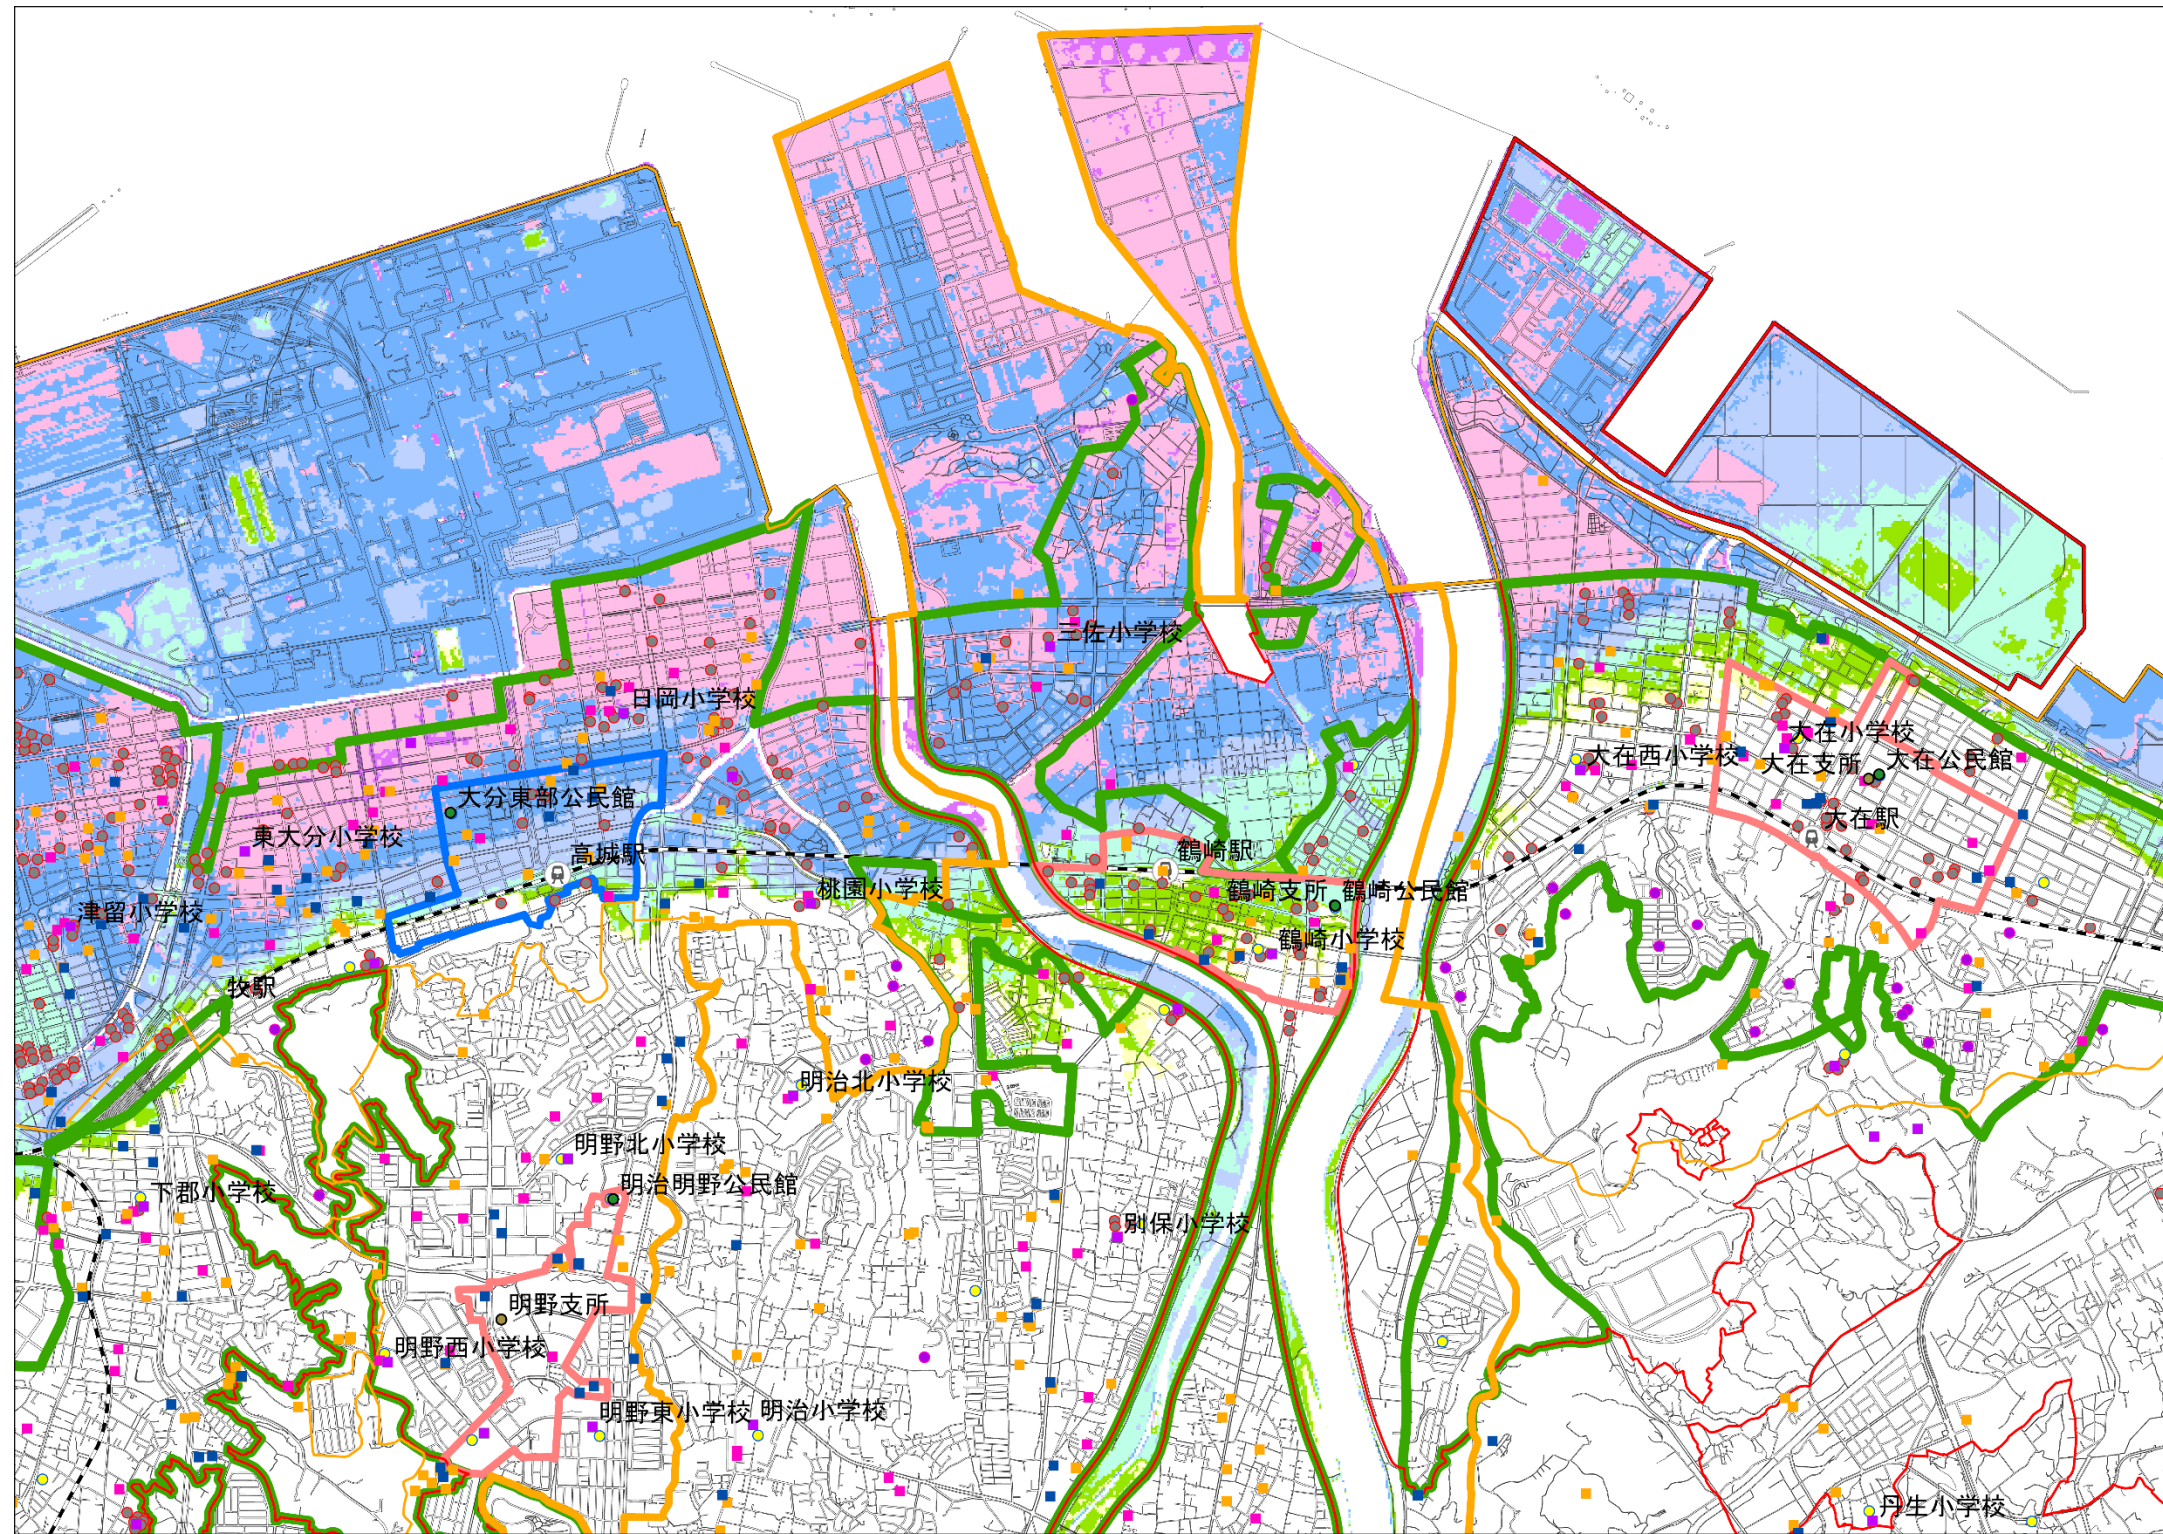 三佐小学校
日岡小学校
大在小学校
大在西小学校
大在支所
大在公民館
大分東部公民館
大在駅
東大分小学校
高城駅
鶴崎駅
桃園小学校
鶴崎支所
鶴崎公民館
津留小学校
鶴崎小学校
牧駅
明治北小学校
明野北小学校
明治明野公民館
下郡小学校
別保小学校
明野支所
明野西小学校
明野東小学校
明治小学校
丹生小学校